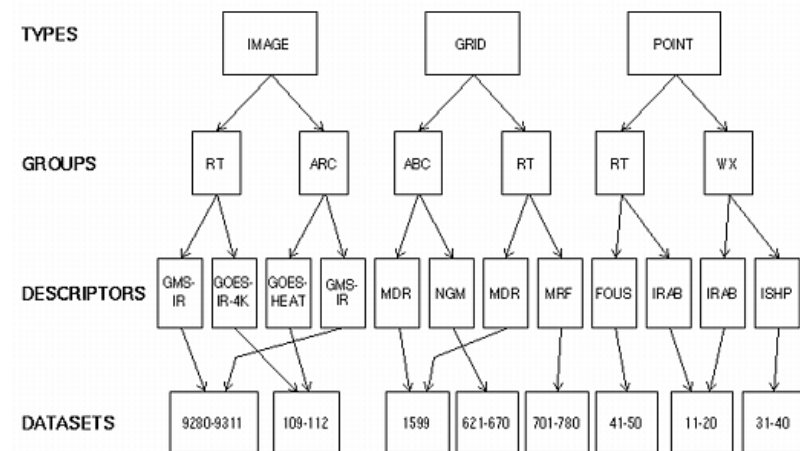 TYPES IMAGE GRID POINT
GROUPS RT ARC ABC RT RT WX
DESCRIPTORS GMS-IR GOES-IR-4K GOES-HEAT GMS-IR MDR NGM MDR MRF FOUS IRAB IRAB ISHP
DATASETS 9280-9311 109-112 1599 621-670 701-780 41-50 11-20 31-40